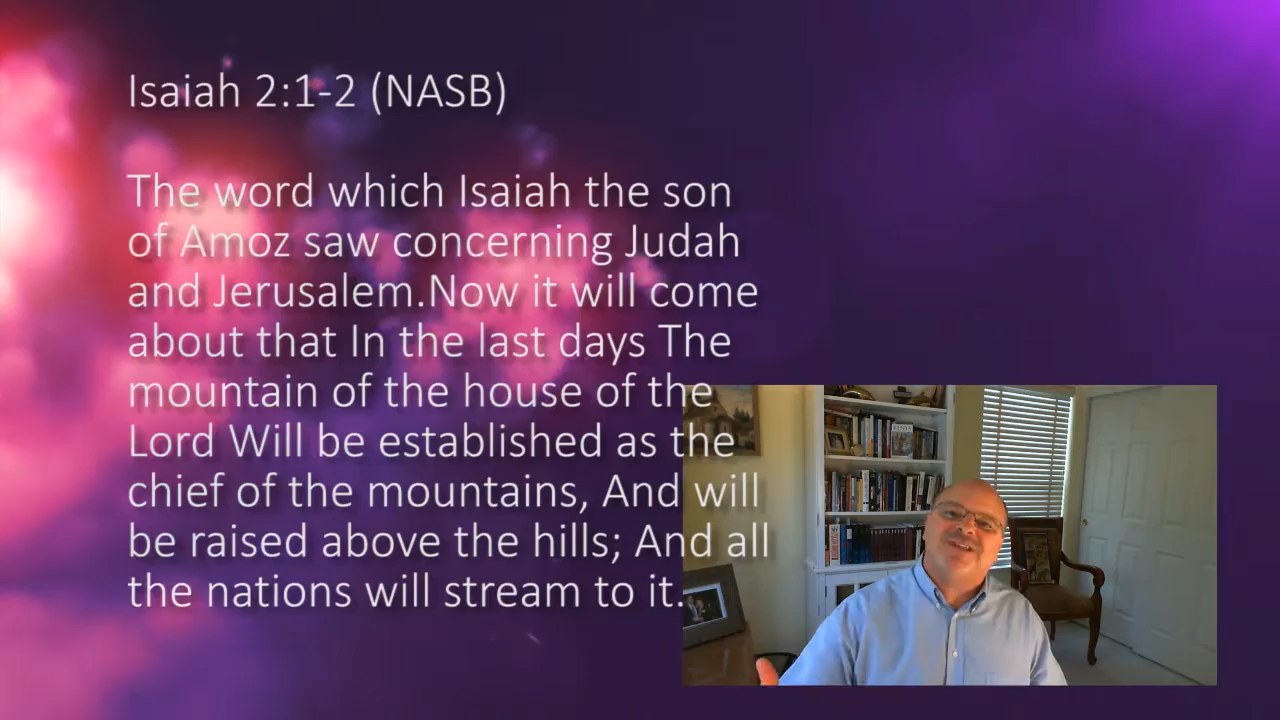 Isaiah 2:1-2 (NASB)
The word which Isaiah the son
of Amoz saw concerning Judah
and Jerusalem.Now it will come
about that In the last days The
mountain of the house of the
Lord Will be established as the
chief of the mountains, And will
be raised above the hills; And all
the nations will stream to it.